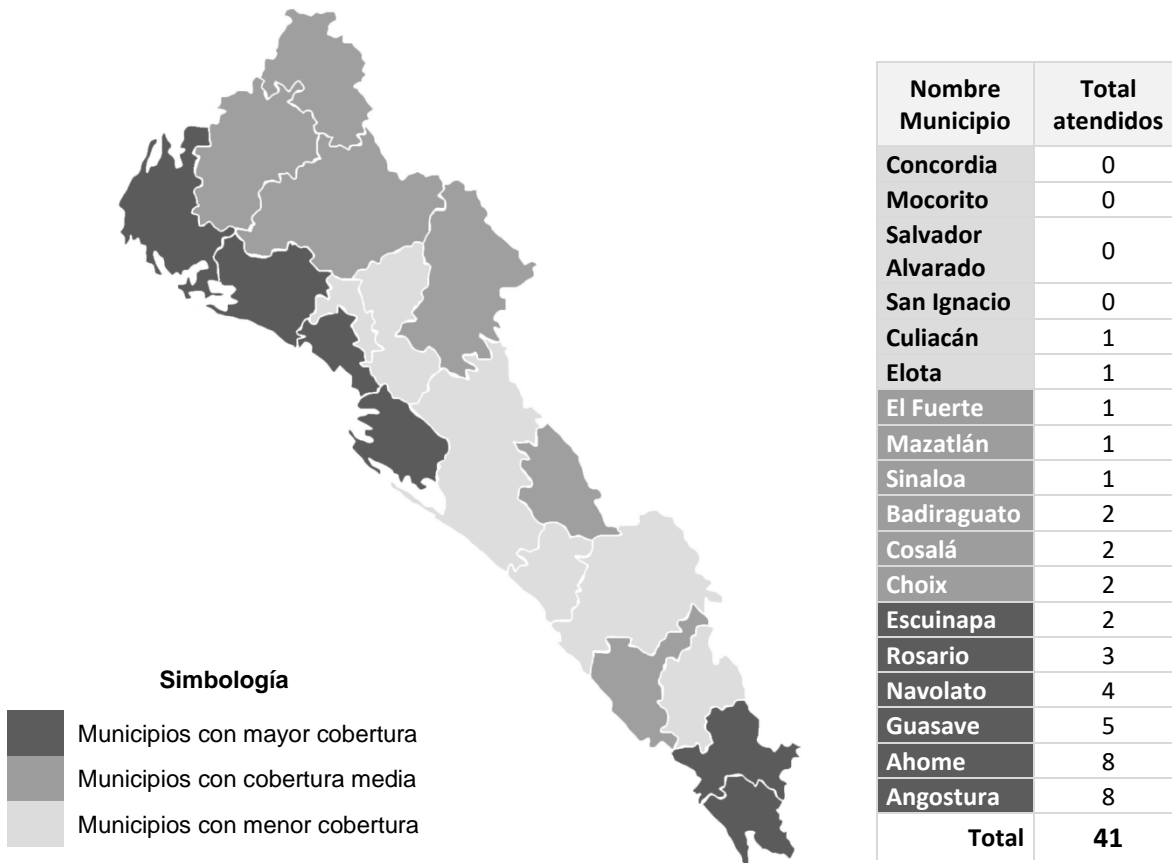 Nombre Municipio Total atendidos
Concordia 0
Mocorito 0
Salvador Alvarado 0
San Ignacio 0
Culiacán 1
Elota 1
El Fuerte 1
Mazatlán 1
Sinaloa 1
Badiraguato 2
Cosalá 2
Choix 2
Escuinapa 2
Rosario 3
Navolato 4
Guasave 5
Ahome 8
Angostura 8
Total 41
Simbología
Municipios con mayor cobertura
Municipios con cobertura media
Municipios con menor cobertura